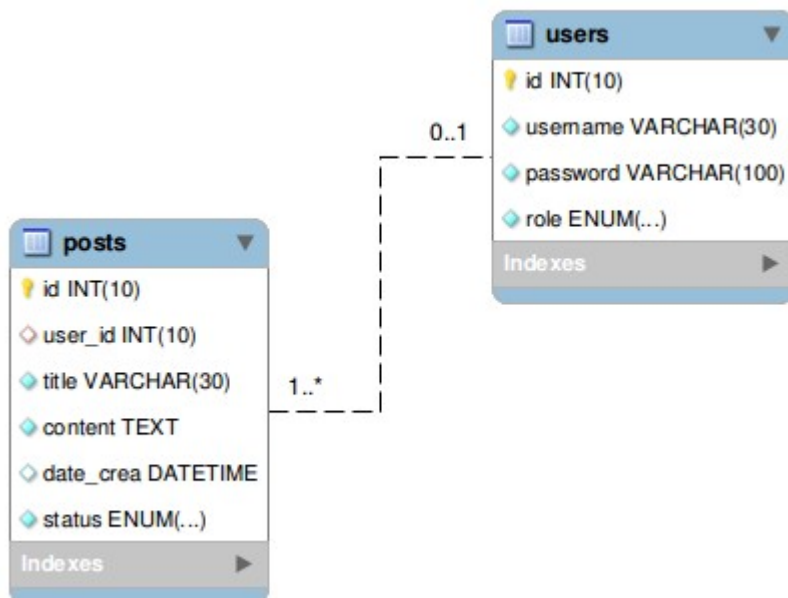 users
id INT(10)
username VARCHAR(30)
password VARCHAR(100)
role ENUM(...)
Indexes
0..1
posts
id INT(10)
user_id INT(10)
title VARCHAR(30)
content TEXT
date_crea DATETIME
status ENUM(...)
Indexes
1..*